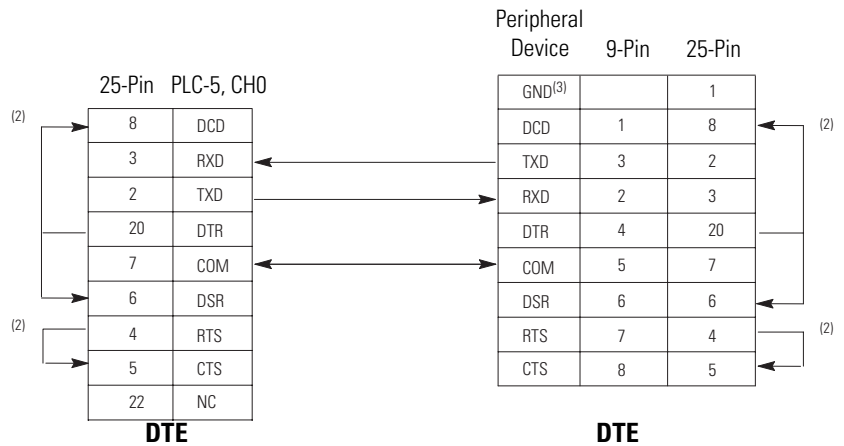 Peripheral
Device 9-Pin 25-Pin
GND(3) 1
DCD 1 8 (2)
TXD 3 2
RXD 2 3
DTR 4 20
COM 5 7
DSR 6 6
RTS 7 4 (2)
CTS 8 5
DTE
25-Pin PLC-5, CH0
(2) 8 DCD
3 RXD
2 TXD
20 DTR
7 COM
6 DSR
(2) 4 RTS
5 CTS
22 NC
DTE